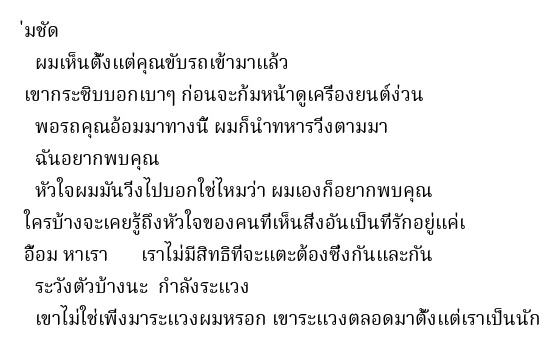 ่มชัด
ผมเห็นตั้งแต่คุณขับรถเข้ามาแล้ว
เขากระซิบบอกเบาๆ ก่อนจะก้มหน้าดูเครื่องยนต์ง่วน
พอรถคุณอ้อมมาทางนี้ ผมก็นำทหารวิ่งตามมา
ฉันอยากพบคุณ
หัวใจผมมันวิ่งไปบอกใช่ไหมว่า ผมเองก็อยากพบคุณ
ใครบ้างจะเคยรู้ถึงหัวใจของคนที่เห็นสิ่งอันเป็นที่รักอยู่แค่เ
อื้อม หาเรา เราไม่มีสิทธิที่จะแตะต้องซึ่งกันและกัน
ระวังตัวบ้างนะ กำลังระแวง
เขาไม่ใช่เพิ่งมาระแวงผมหรอก เขาระแวงตลอดมาตั้งแต่เราเป็นนัก